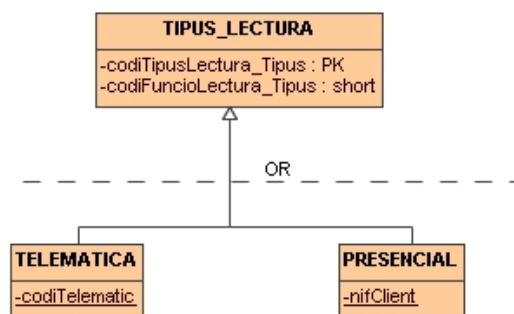 TIPUS_LECTURA
-codiTipusLectura_Tipus : PK
-codiFuncioLectura_Tipus : short
OR
TELEMATICA
-codiTelematic
PRESENCIAL
-nifClient